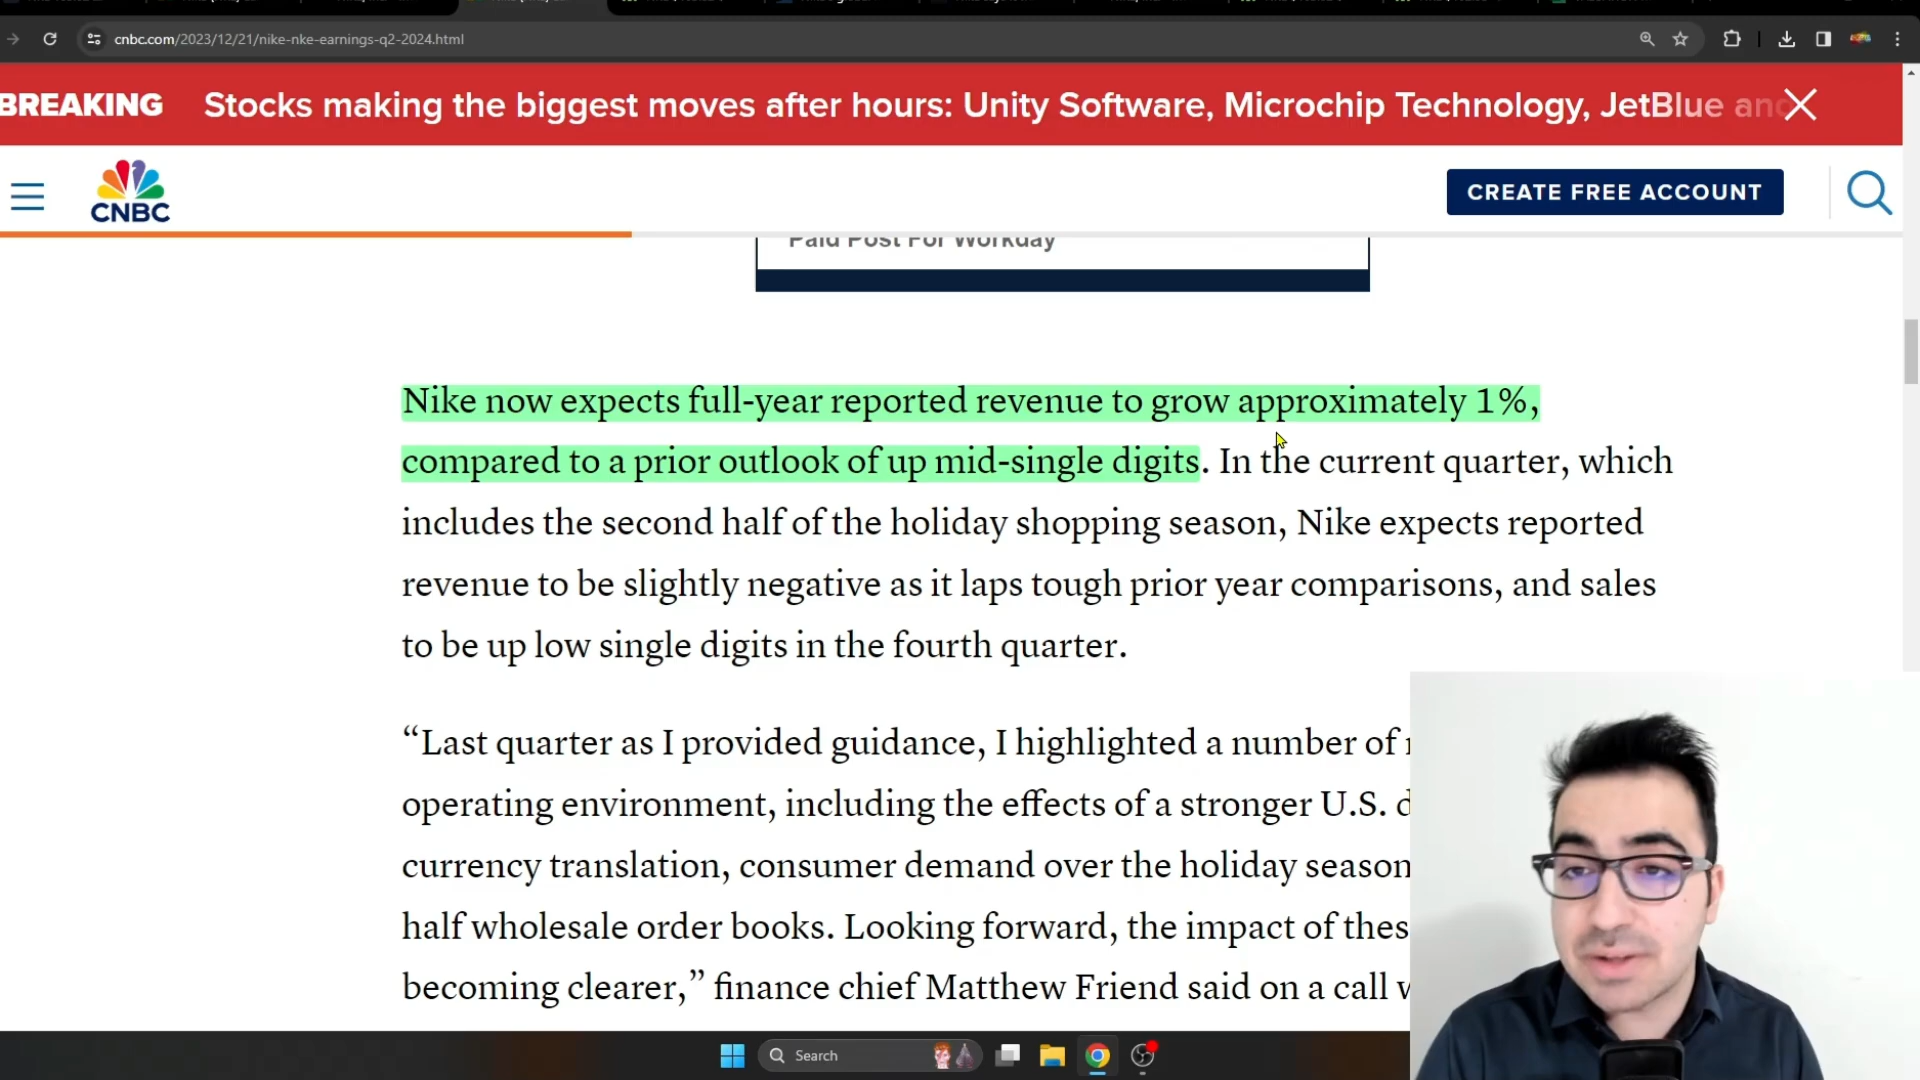 cnbc.com/2023/12/21/nike-nke-earnings-q2-2024.html
BREAKING Stocks making the biggest moves after hours: Unity Software, Microchip Technology, JetBlue and
CNBC
CREATE FREE ACCOUNT
Paid Post For Workday
Nike now expects full-year reported revenue to grow approximately 1%,
compared to a prior outlook of up mid-single digits. In the current quarter, which
includes the second half of the holiday shopping season, Nike expects reported
revenue to be slightly negative as it laps tough prior year comparisons, and sales
to be up low single digits in the fourth quarter.
“Last quarter as I provided guidance, I highlighted a number of
operating environment, including the effects of a stronger U.S.
currency translation, consumer demand over the holiday season
half wholesale order books. Looking forward, the impact of thes
becoming clearer,” finance chief Matthew Friend said on a call
Search